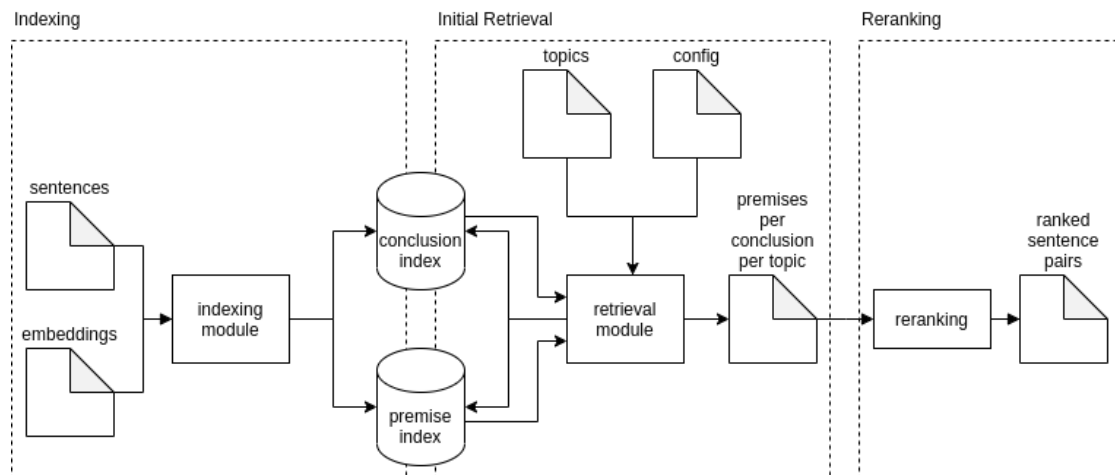 Indexing
Initial Retrieval
Reranking
topics
config
sentences
embeddings
indexing
module
conclusion
index
premise
index
retrieval
module
premises
per
conclusion
per topic
reranking
ranked
sentence
pairs